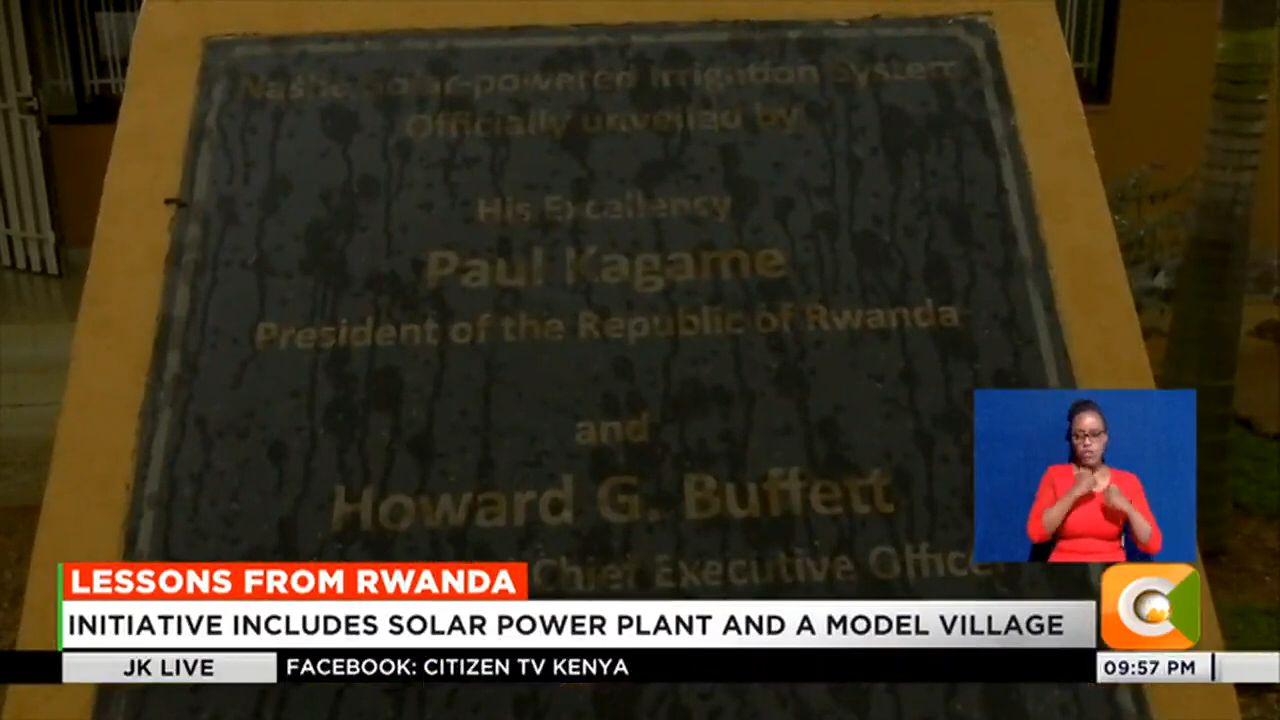 Nasho Solar-powered Irrigation System
Officially unveiled by
His Excellency
Paul Kagame
President of the Republic of Rwanda
and
Howard G. Buffett
Chief Executive Officer
LESSONS FROM RWANDA
INITIATIVE INCLUDES SOLAR POWER PLANT AND A MODEL VILLAGE
JK LIVE
FACEBOOK: CITIZEN TV KENYA
09:57 PM